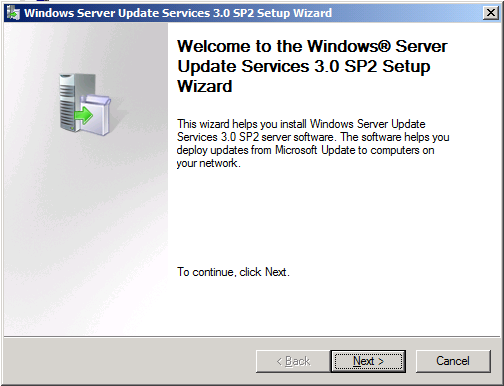 Windows Server Update Services 3.0 SP2 Setup Wizard
Welcome to the Windows® Server
Update Services 3.0 SP2 Setup
Wizard
This wizard helps you install Windows Server Update
Services 3.0 SP2 server software. The software helps you
deploy updates from Microsoft Update to computers on
your network.
To continue, click Next.
< Back
Next >
Cancel